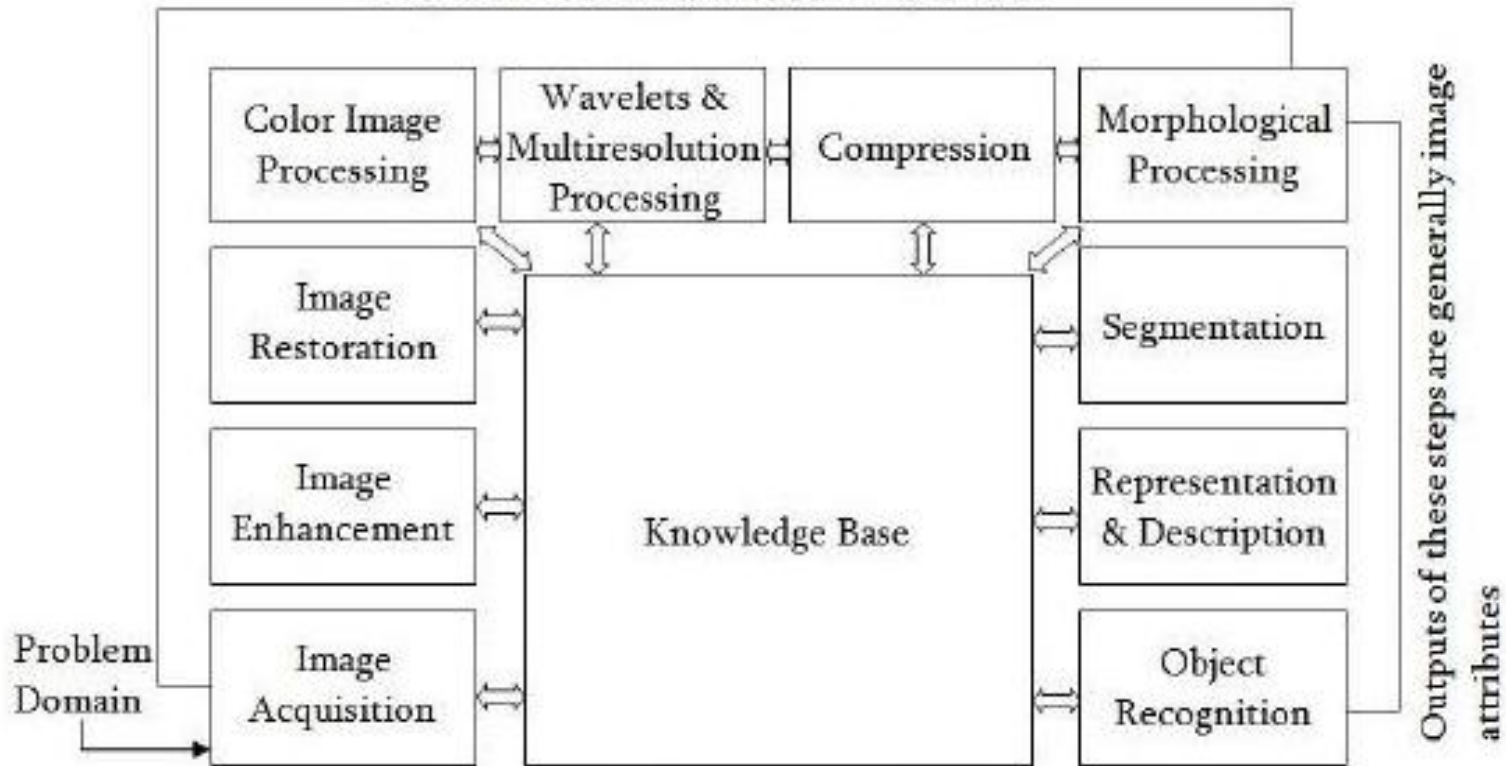 Color Image
Processing
Wavelets &
Multiresolution
Processing
Compression
Morphological
Processing
Image
Restoration
Segmentation
Image
Enhancement
Knowledge Base
Representation
& Description
Problem
Domain
Image
Acquisition
Object
Recognition
Outputs of these steps are generally image
attributes